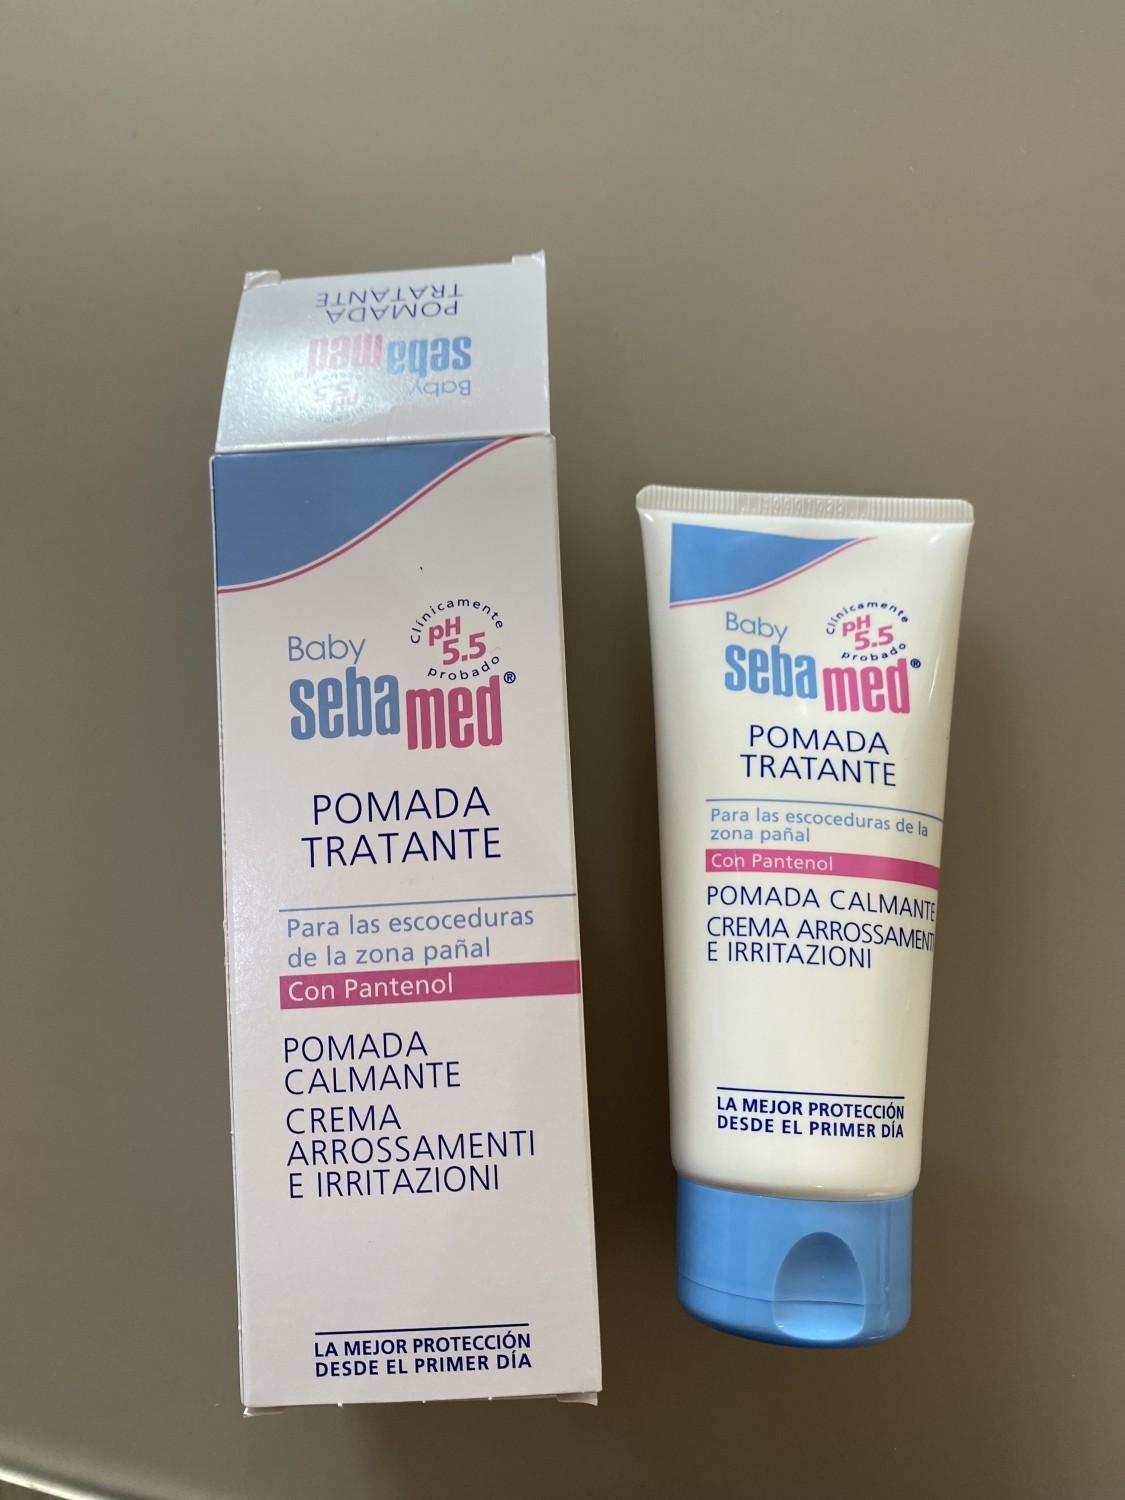 POMADA
TRATANTE
Baby
sebamed
pH
5.5
Clínicamente
pH
5.5
probado
Baby
sebamed®
POMADA
TRATANTE
Para las escoceduras
de la zona pañal
Con Pantenol
POMADA
CALMANTE
CREMA
ARROSSAMENTI
E IRRITAZIONI
LA MEJOR PROTECCIÓN
DESDE EL PRIMER DÍA
Clínicamente
pH
5.5
probado
Baby
sebamed®
POMADA
TRATANTE
Para las escoceduras de la
zona pañal
Con Pantenol
POMADA CALMANTE
CREMA ARROSSAMENTI
E IRRITAZIONI
LA MEJOR PROTECCIÓN
DESDE EL PRIMER DÍA